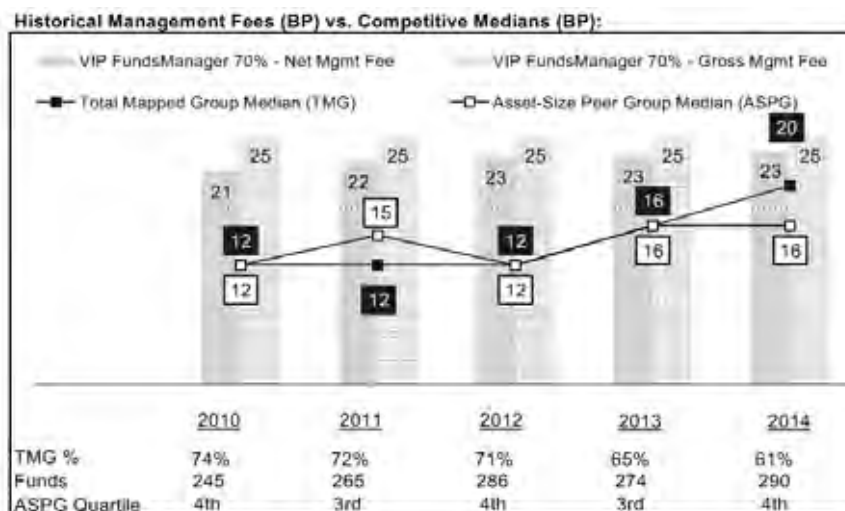 Historical Management Fees (BP) vs. Competitive Medians (BP):
VIP FundsManager 70% - Net Mgmt Fee VIP FundsManager 70% - Gross Mgmt Fee
Total Mapped Group Median (TMG) Asset-Size Peer Group Median (ASPG)
21 25 22 25 23 25 23 25 23 25
12 15 12 16 20
12 12 12 16 16
2010 2011 2012 2013 2014
TMG % 74% 72% 71% 65% 61%
Funds 245 265 286 274 290
ASPG Quartile 4th 3rd 4th 3rd 4th